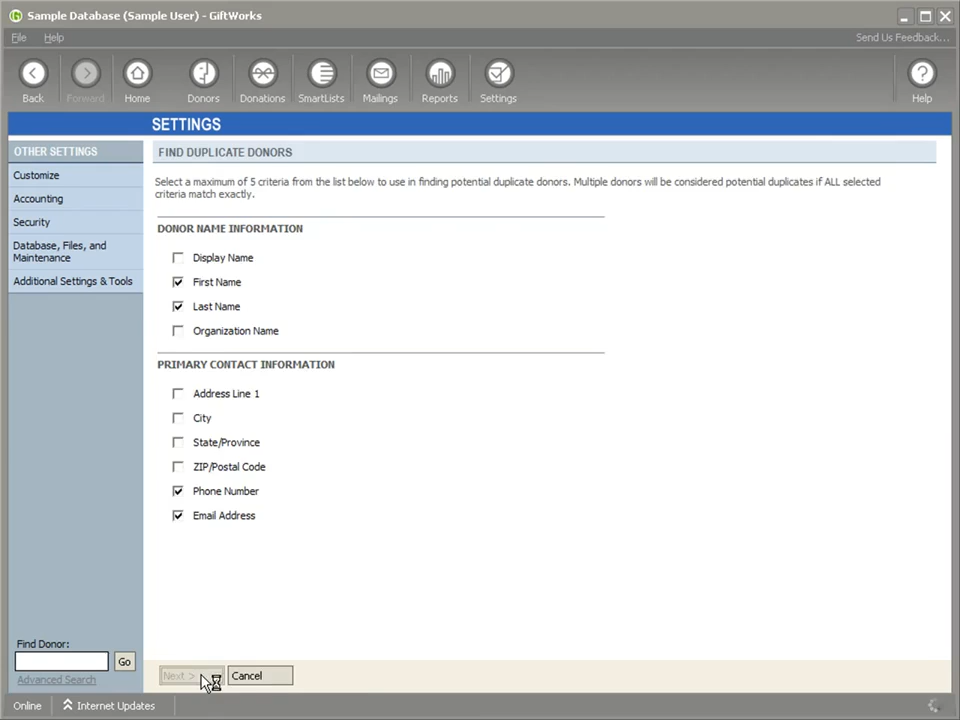 Sample Database (Sample User) - GiftWorks
File Help Send Us Feedback...
Back Forward Home Donors Donations SmartLists Mailings Reports Settings Help
SETTINGS
OTHER SETTINGS
Customize
Accounting
Security
Database, Files, and
Maintenance
Additional Settings & Tools
FIND DUPLICATE DONORS
Select a maximum of 5 criteria from the list below to use in finding potential duplicate donors. Multiple donors will be considered potential duplicates if ALL selected
criteria match exactly.
DONOR NAME INFORMATION
Display Name
First Name
Last Name
Organization Name
PRIMARY CONTACT INFORMATION
Address Line 1
City
State/Province
ZIP/Postal Code
Phone Number
Email Address
Find Donor:
Go
Advanced Search
Next > Cancel
Online Internet Updates